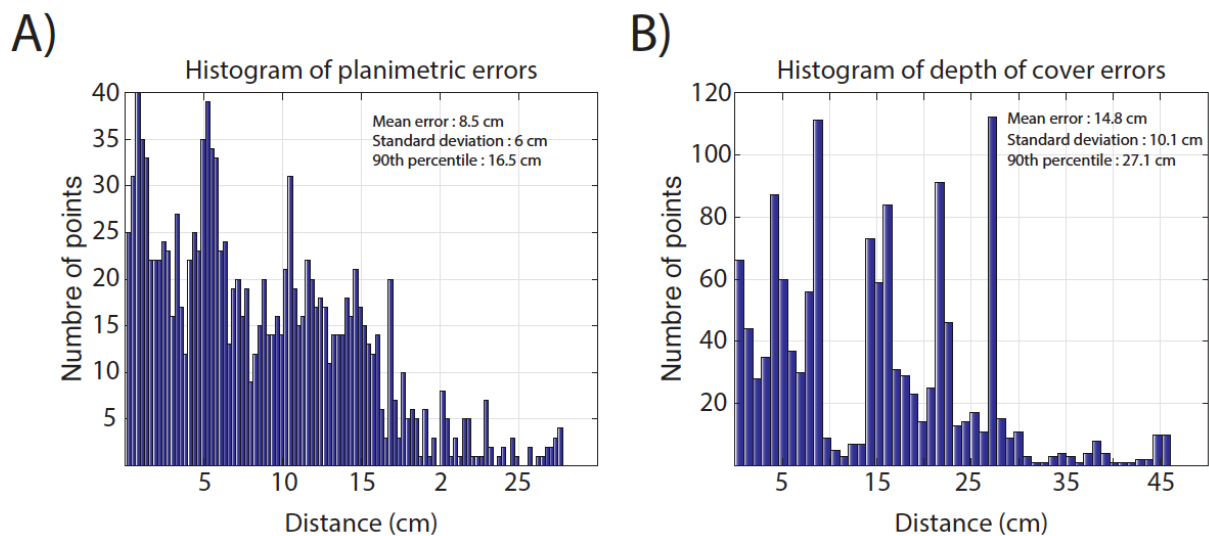 A)
Histogram of planimetric errors
Numbre of points
40
35
30
25
20
15
10
5
Mean error : 8.5 cm
Standard deviation : 6 cm
90th percentile : 16.5 cm
5 10 15 2 25
Distance (cm)
B)
Histogram of depth of cover errors
Numbre of points
120
100
80
60
40
20
Mean error : 14.8 cm
Standard deviation : 10.1 cm
90th percentile : 27.1 cm
5 15 25 35 45
Distance (cm)